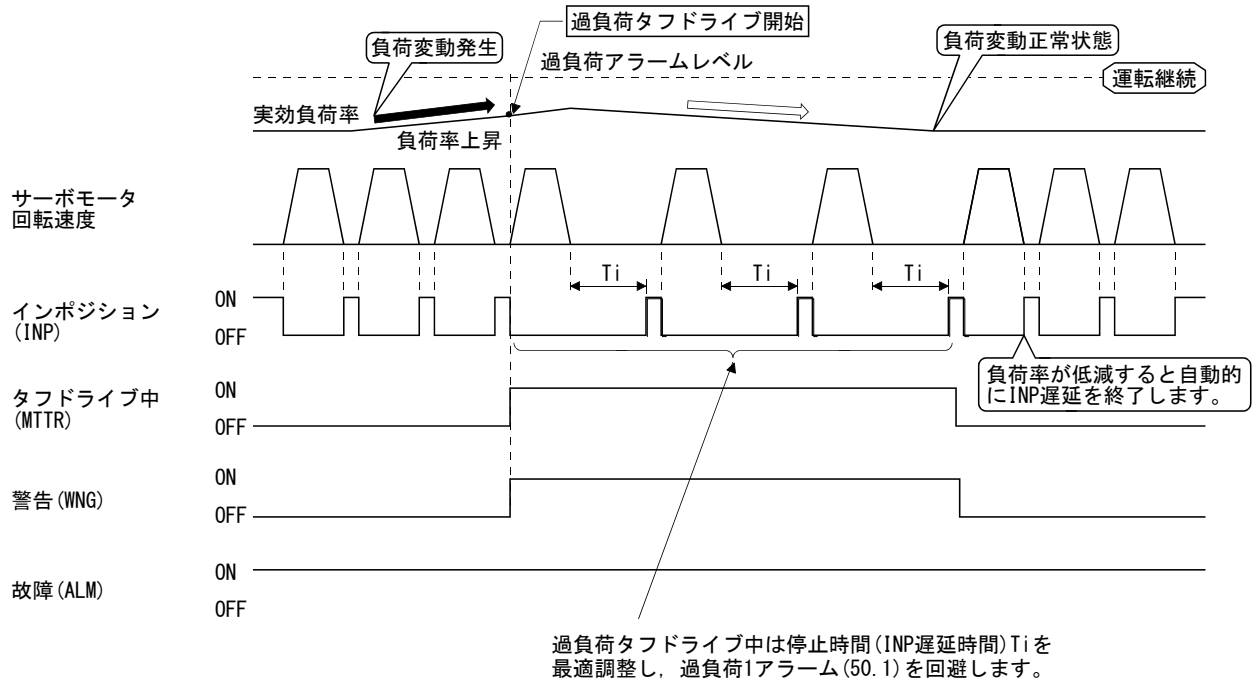 過負荷タフドライブ開始
負荷変動発生
負荷変動正常状態
過負荷アラームレベル
運転継続
実効負荷率
負荷率上昇
サーボモータ
回転速度
Ti
Ti
Ti
インポジション
(INP)
ON
OFF
負荷率が低減すると自動的
にINP遅延を終了します。
タフドライブ中
(MTTR)
ON
OFF
警告(WNG)
ON
OFF
故障(ALM)
ON
OFF
過負荷タフドライブ中は停止時間(INP遅延時間)Tiを
最適調整し，過負荷1アラーム(50.1)を回避します。